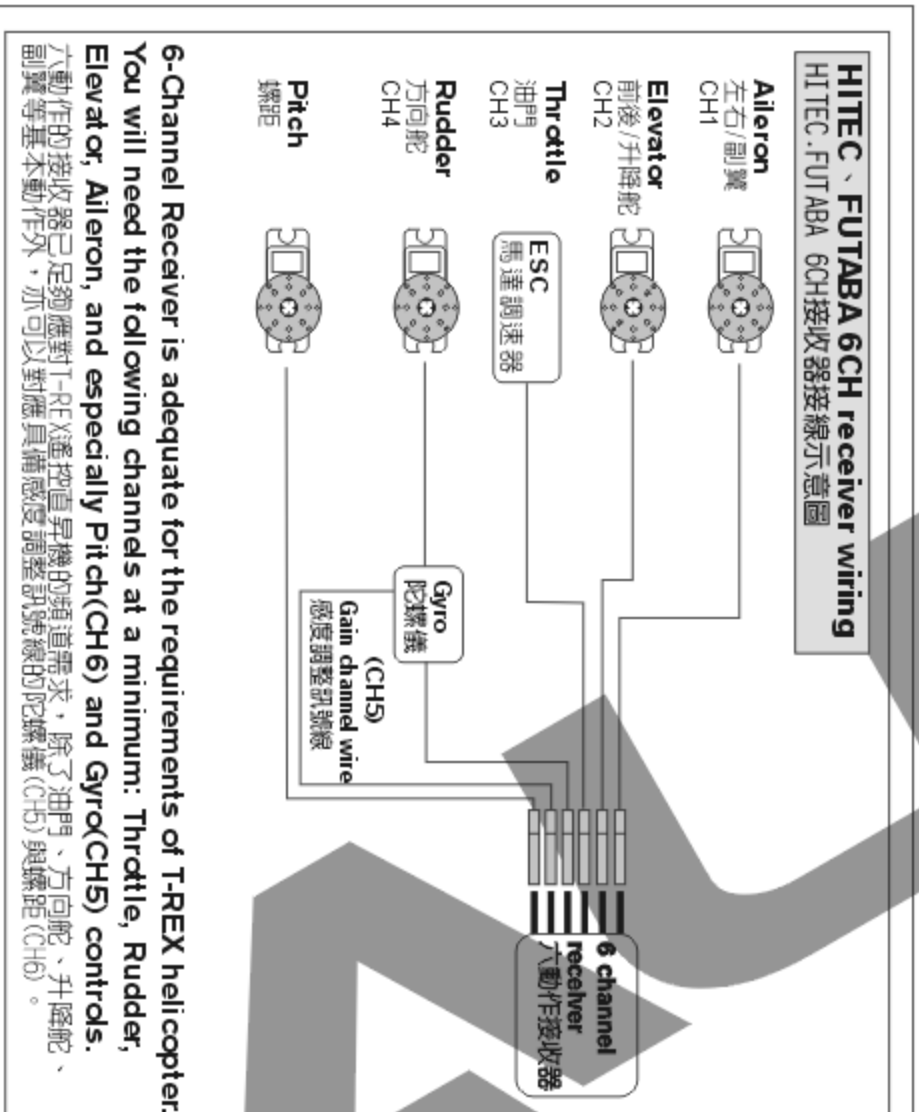 HITEC、FUTABA 6CH receiver wiring
HITEC.FUTABA 6CH接收器接線示意圖
Aileron
左右/副翼
CH1
Elevator
前後/升降舵
CH2
Throttle
油門
CH3
ESC
馬達調速器
Rudder
方向舵
CH4
Gyro
陀螺儀
(CH5)
Gain channel wire
感度調整訊號線
Pitch
螺距
6 channel
receiver
六動作接收器
6-Channel Receiver is adequate for the requirements of T-REX helicopter.
You will need the following channels at a minimum: Throttle, Rudder,
Elevator, Aileron, and especially Pitch(CH6) and Gyro(CH5) controls.
六動作的接收器已足夠應對T-REX遙控直昇機的頻道需求，除了油門、方向舵、升降舵、
副翼等基本動作外，亦可以對應具備感度調整訊號線的陀螺儀(CH5)與螺距(CH6)。